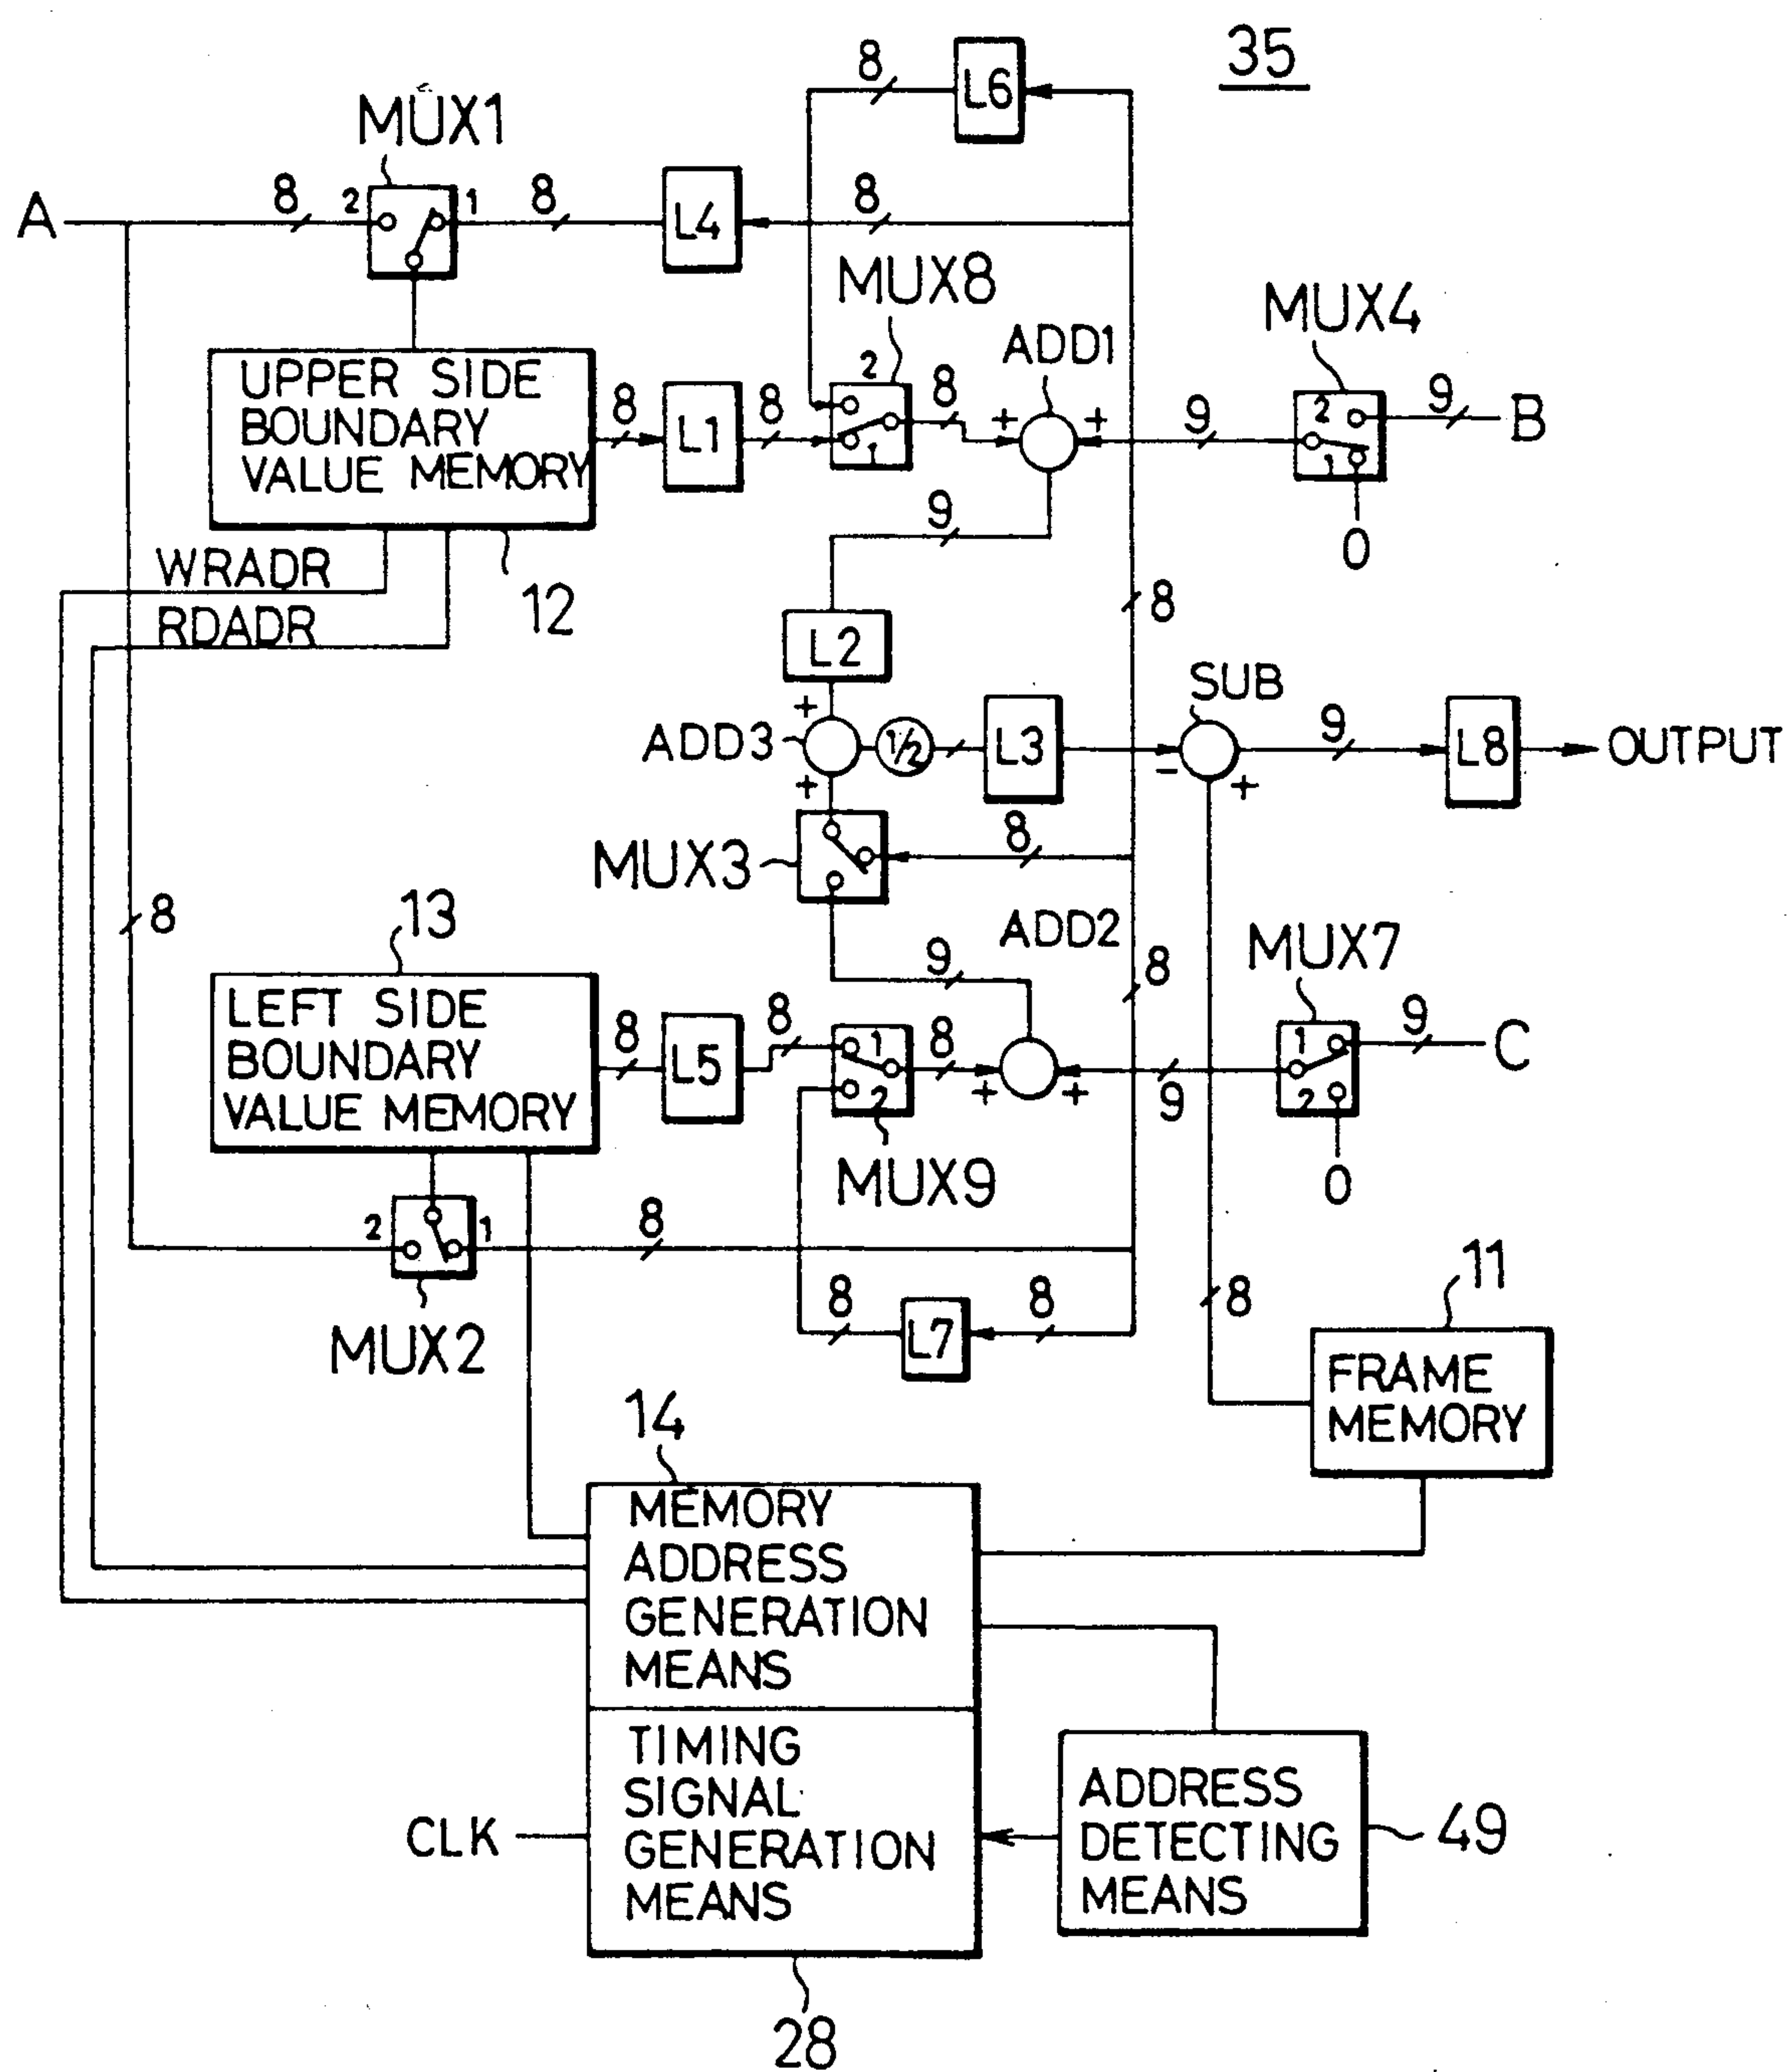 35
8
L6
MUX1
A
8
2
1
8
L4
8
MUX8
MUX4
ADD1
UPPER SIDE
BOUNDARY
VALUE MEMORY
8
L1
8
2
1
8
+
+
9
2
1
9
B
0
9
WRADR
RDADR
12
8
L2
SUB
+
ADD3
1/2
L3
-
+
9
L8
OUTPUT
+
MUX3
8
8
13
ADD2
8
MUX7
9
LEFT SIDE
BOUNDARY
VALUE MEMORY
8
L5
8
1
2
8
+
+
9
1
2
9
C
MUX9
0
2
1
8
MUX2
8
L7
8
8
11
FRAME
MEMORY
14
MEMORY
ADDRESS
GENERATION
MEANS
TIMING
SIGNAL
GENERATION
MEANS
CLK
ADDRESS
DETECTING
MEANS
49
28